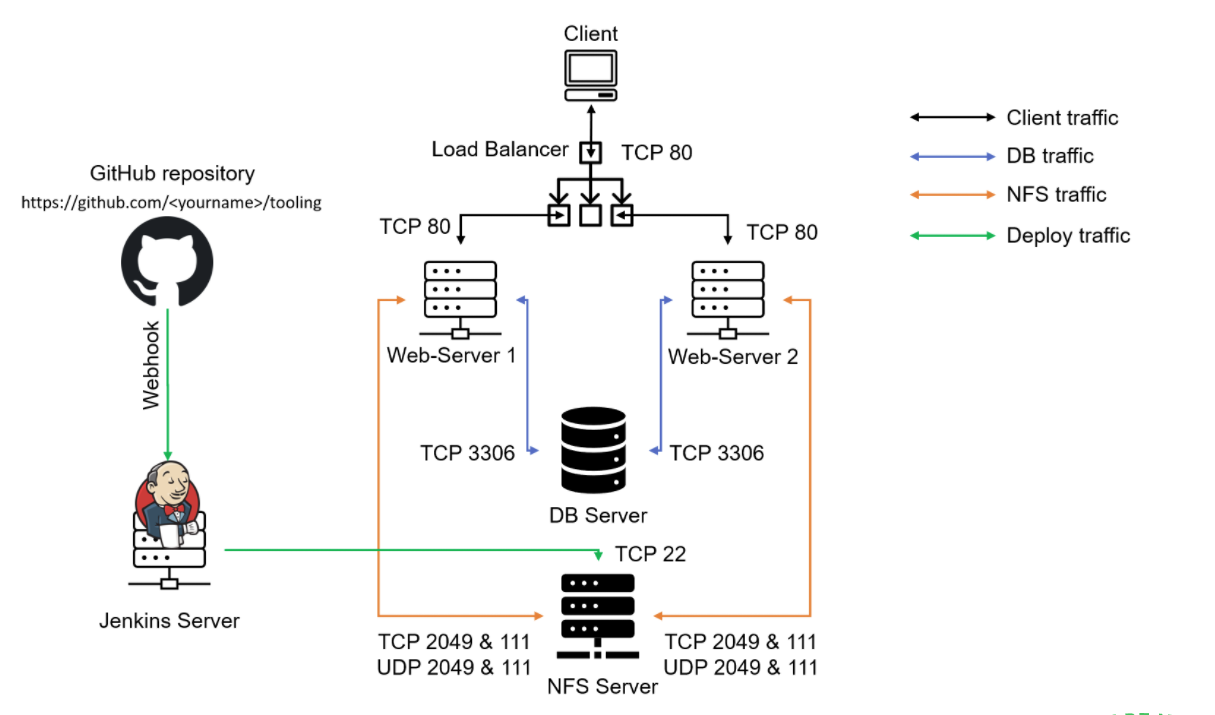 Client
Load Balancer
TCP 80
Client traffic
DB traffic
NFS traffic
Deploy traffic
GitHub repository
https://github.com/<yourname>/tooling
TCP 80
TCP 80
Webhook
Web-Server 1
Web-Server 2
TCP 3306
TCP 3306
DB Server
TCP 22
Jenkins Server
TCP 2049 & 111
UDP 2049 & 111
TCP 2049 & 111
UDP 2049 & 111
NFS Server